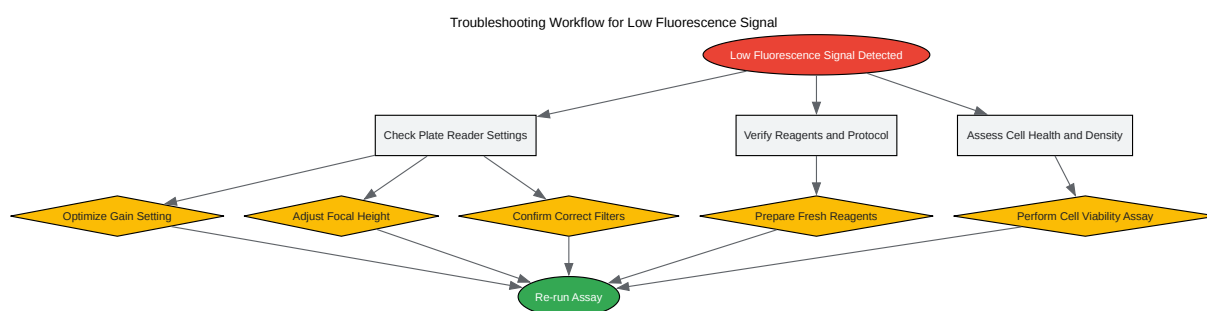 Troubleshooting Workflow for Low Fluorescence Signal
Low Fluorescence Signal Detected
Check Plate Reader Settings
Verify Reagents and Protocol
Assess Cell Health and Density
Optimize Gain Setting
Adjust Focal Height
Confirm Correct Filters
Prepare Fresh Reagents
Perform Cell Viability Assay
Re-run Assay